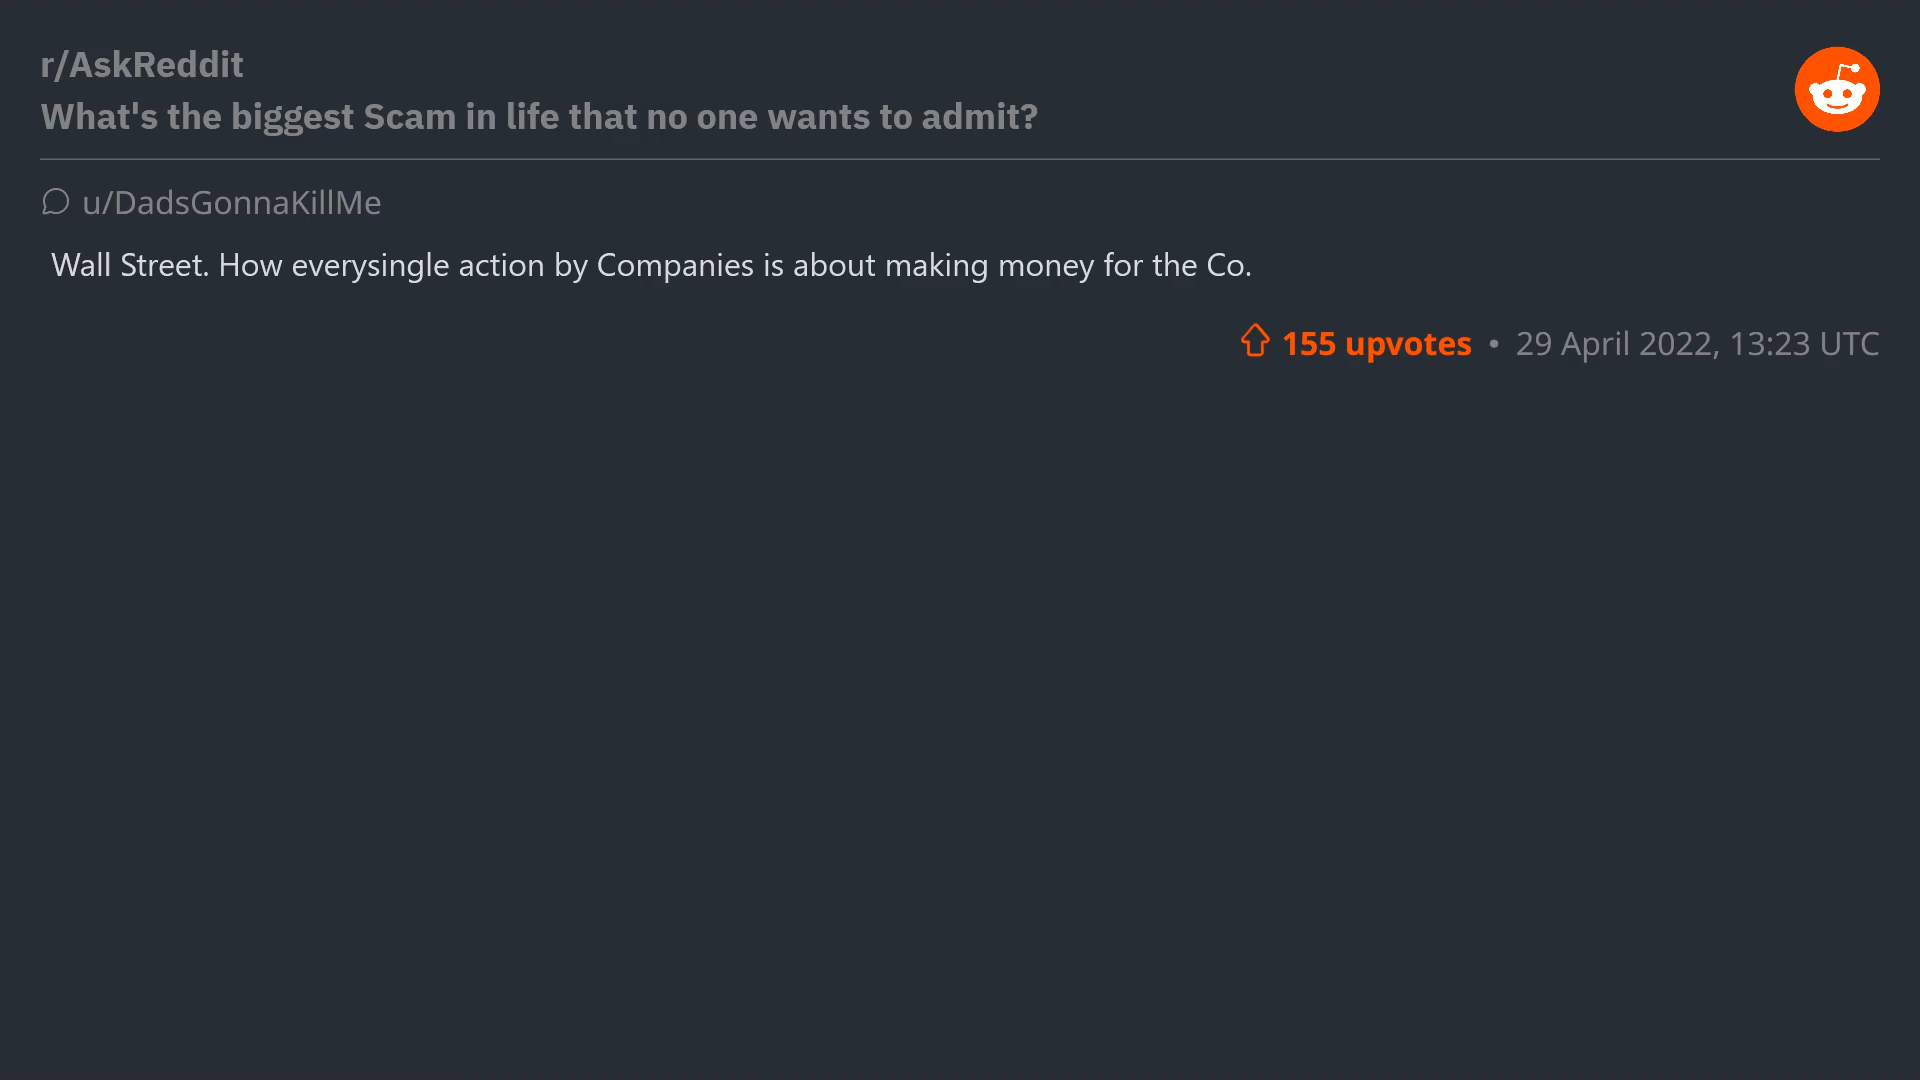 r/AskReddit
What's the biggest Scam in life that no one wants to admit?
u/DadsGonnaKillMe
Wall Street. How everysingle action by Companies is about making money for the Co.
155 upvotes • 29 April 2022, 13:23 UTC